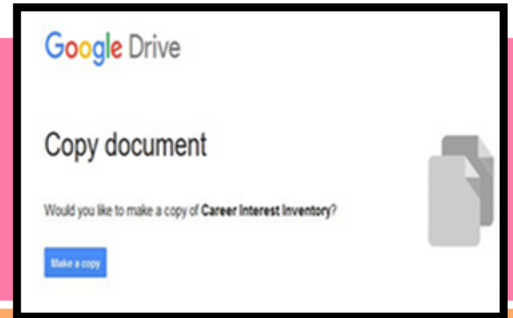 Google Drive
Copy document
Would you like to make a copy of Career Interest Inventory?
Make a copy